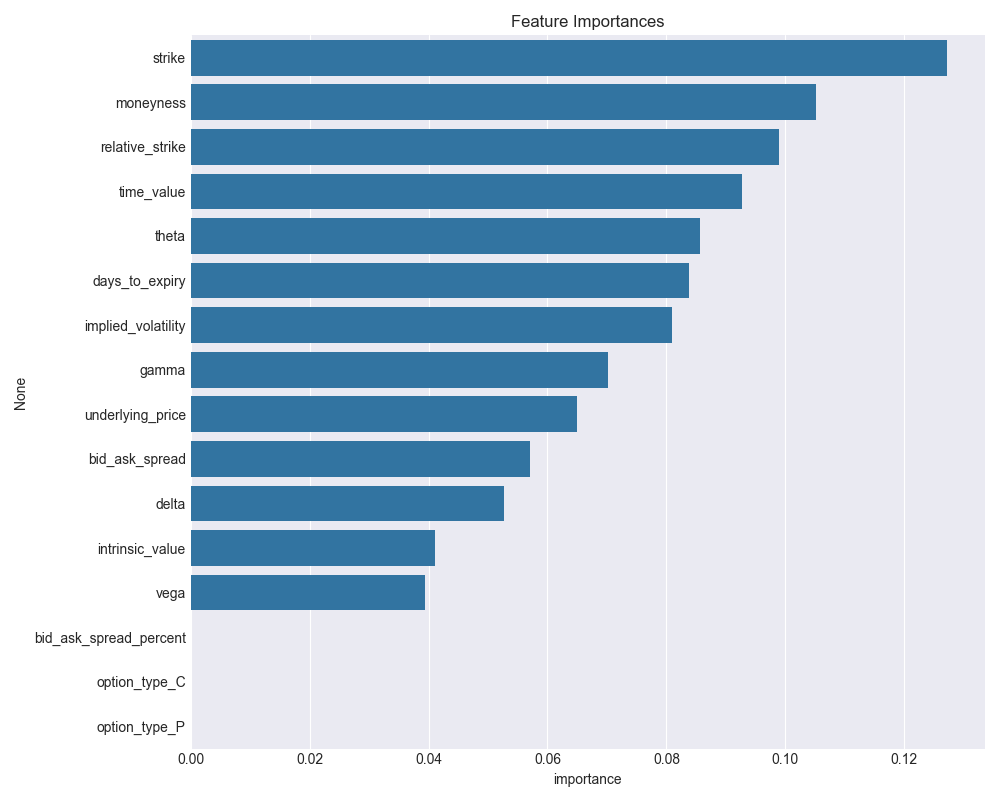 Feature Importances
strike
moneyness
relative_strike
time_value
theta
days_to_expiry
implied_volatility
gamma
underlying_price
bid_ask_spread
delta
intrinsic_value
vega
bid_ask_spread_percent
option_type_C
option_type_P
None
0.00 0.02 0.04 0.06 0.08 0.10 0.12
importance